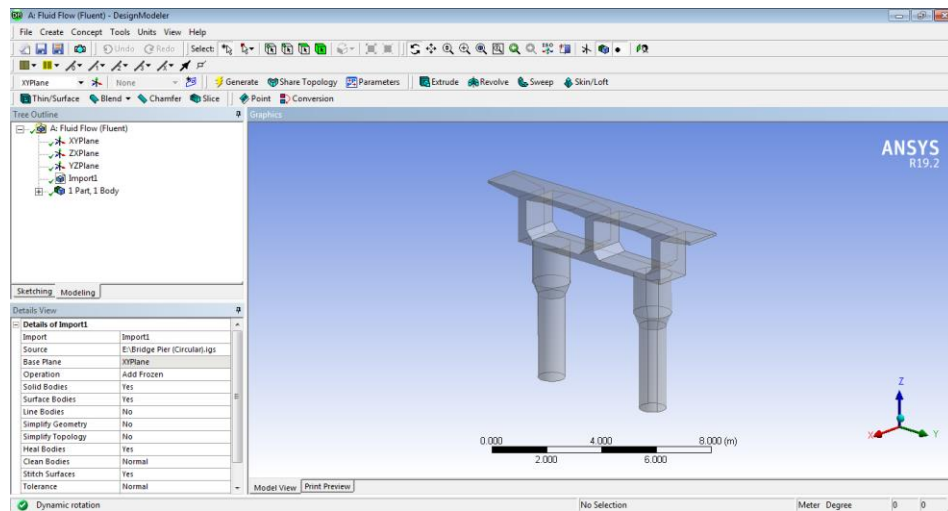 A: Fluid Flow (Fluent) - DesignModeler
File Create Concept Tools Units View Help
Undo Redo Select:
XYPlane None Generate Share Topology Parameters Extrude Revolve Sweep Skin/Loft
Thin/Surface Blend Chamfer Slice Point Conversion
Tree Outline
A: Fluid Flow (Fluent)
XYPlane
ZXPlane
YZPlane
Import1
1 Part, 1 Body
Sketching Modeling
Details View
Details of Import1
Import Import1
Source E:\Bridge Pier (Circular).igs
Base Plane XYPlane
Operation Add Frozen
Solid Bodies Yes
Surface Bodies Yes
Line Bodies No
Simplify Geometry No
Simplify Topology No
Heal Bodies Yes
Clean Bodies Normal
Stitch Surfaces Yes
Tolerance Normal
Graphics
ANSYS
R19.2
Z
X Y
0.000 4.000 8.000 (m)
2.000 6.000
Model View Print Preview
Dynamic rotation No Selection Meter Degree 0 0